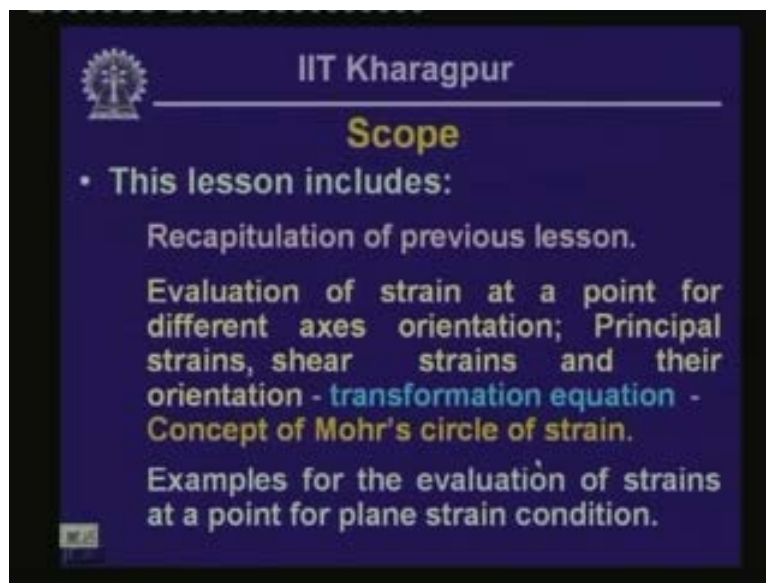 IIT Kharagpur
Scope
• This lesson includes:
Recapitulation of previous lesson.
Evaluation of strain at a point for
different axes orientation; Principal
strains, shear strains and their
orientation - transformation equation -
Concept of Mohr's circle of strain.
Examples for the evaluation of strains
at a point for plane strain condition.